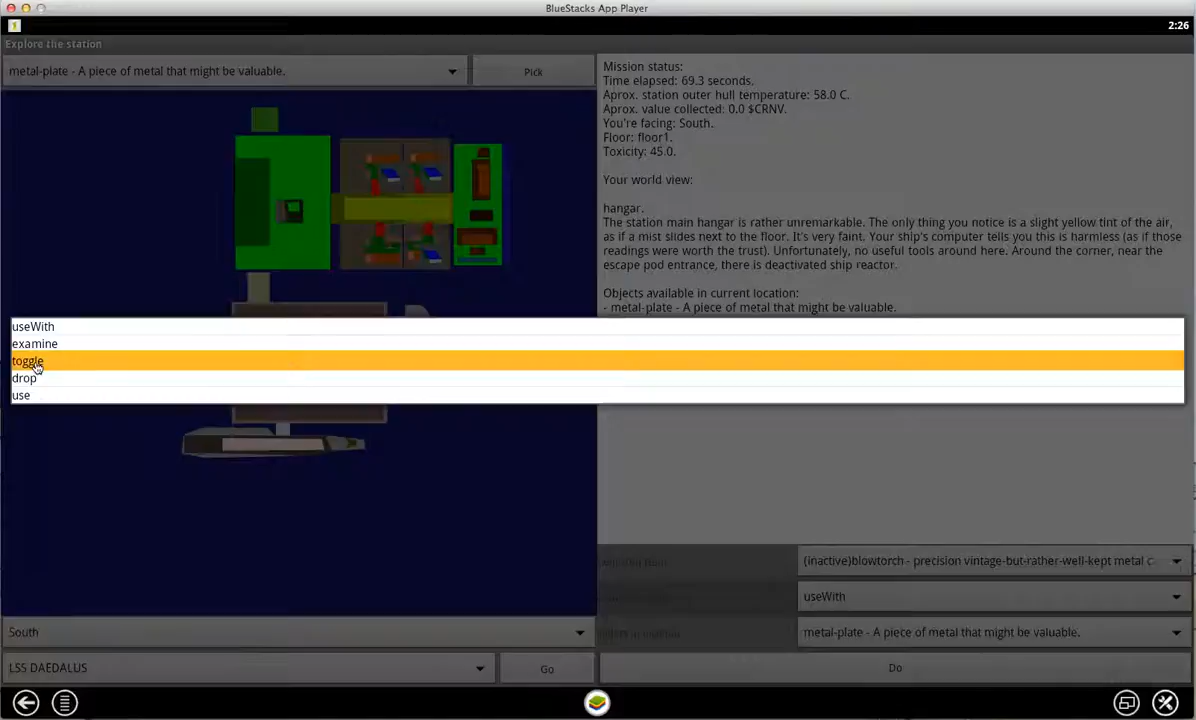 BlueStacks App Player
2:26
Explore the station
metal-plate - A piece of metal that might be valuable.
Pick
Mission status:
Time elapsed: 69.3 seconds.
Aprox. station outer hull temperature: 58.0 C.
Aprox. value collected: 0.0 $CRNV.
You're facing: South.
Floor: floor1.
Toxicity: 45.0.
Your world view:
hangar.
The station main hangar is rather unremarkable. The only thing you notice is a slight yellow tint of the air,
as if a mist slides next to the floor. It's very faint. Your ship's computer tells you this is harmless (as if those
readings were worth the trust). Unfortunately, no useful tools around here. Around the corner, near the
escape pod entrance, there is deactivated ship reactor.
Objects available in current location:
- metal-plate - A piece of metal that might be valuable.
useWith
examine
toggle
drop
use
(inactive)blowtorch - precision vintage-but-rather-well-kept metal c
useWith
South
metal-plate - A piece of metal that might be valuable.
LSS DAEDALUS
Go
Do